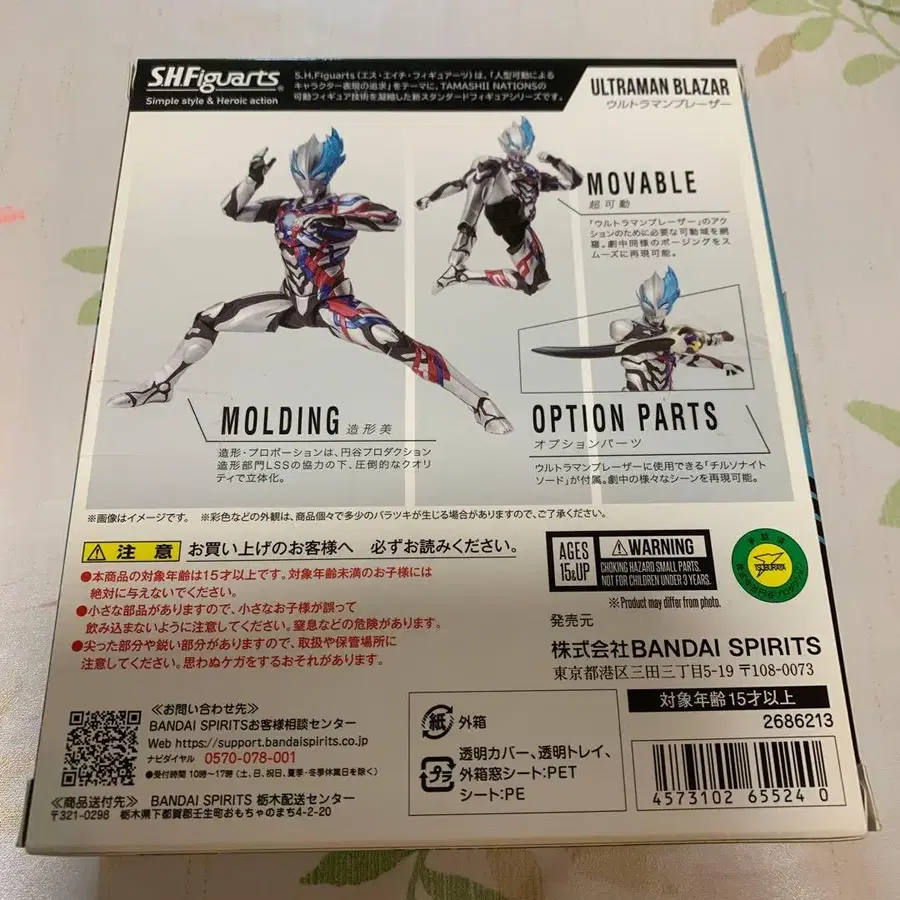 S.H.Figuarts
Simple style & Heroic action
S.H.Figuarts(エス・エイチ・フィギュアーツ)は、「人型可動による
キャラクター表現の追求」をテーマに、TAMASHII NATIONSの
可動フィギュア技術を凝縮した新スタンダードフィギュアシリーズです。
ULTRAMAN BLAZAR
ウルトラマンブレーザー
MOVABLE
超可動
「ウルトラマンブレーザー」のアク
ションのために必要な可動域を網
羅。劇中同様のポージングをス
ムーズに再現可能。
MOLDING 造形美
造形・プロポーションは、円谷プロダクション
造形部門LSSの協力の下、圧倒的なクオリ
ティで立体化。
OPTION PARTS
オプションパーツ
ウルトラマンブレーザーに使用できる「チルソナイト
ソード」が付属。劇中の様々なシーンを再現可能。
※画像はイメージです。 ※彩色などの外観は、商品個々で多少のバラツキが生じる場合がありますので、ご了承ください。
注意 お買い上げのお客様へ 必ずお読みください。
●本商品の対象年齢は15才以上です。対象年齢未満のお子様には
絶対に与えないでください。
●小さな部品がありますので、小さなお子様が誤って
飲み込まないように注意してください。窒息などの危険があります。
●尖った部分や鋭い部分がありますので、取扱や保管場所に
注意してください。思わぬケガをするおそれがあります。
AGES
15&UP
WARNING
CHOKING HAZARD SMALL PARTS.
NOT FOR CHILDREN UNDER 3 YEARS.
※Product may differ from photo.
TSUBURAYA
発売元
株式会社BANDAI SPIRITS
東京都港区三田三丁目5-19 〒108-0073
対象年齢15才以上
2686213
4573102 65524 0
≪お問い合わせ先≫
BANDAI SPIRITSお客様相談センター
Web https://support.bandaispirits.co.jp
ナビダイヤル 0570-078-001
●受付時間 10時〜17時(土、日、祝日、夏季・冬季休業日を除く)
≪商品送付先≫ BANDAI SPIRITS 栃木配送センター
〒321-0298 栃木県下都賀郡壬生町おもちゃのまち4-2-20
紙 外箱
プラ 透明カバー、透明トレイ、
外箱窓シート:PET
シート:PE